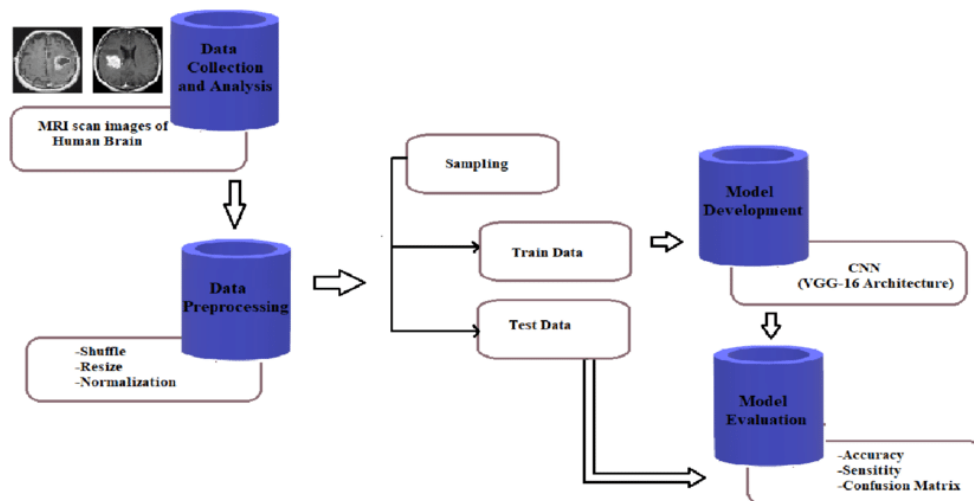 Data
Collection
and Analysis
MRI scan images of
Human Brain
Data
Preprocessing
-Shuffle
-Resize
-Normalization
Sampling
Train Data
Test Data
Model
Development
CNN
(VGG-16 Architecture)
Model
Evaluation
-Accuracy
-Sensitity
-Confusion Matrix